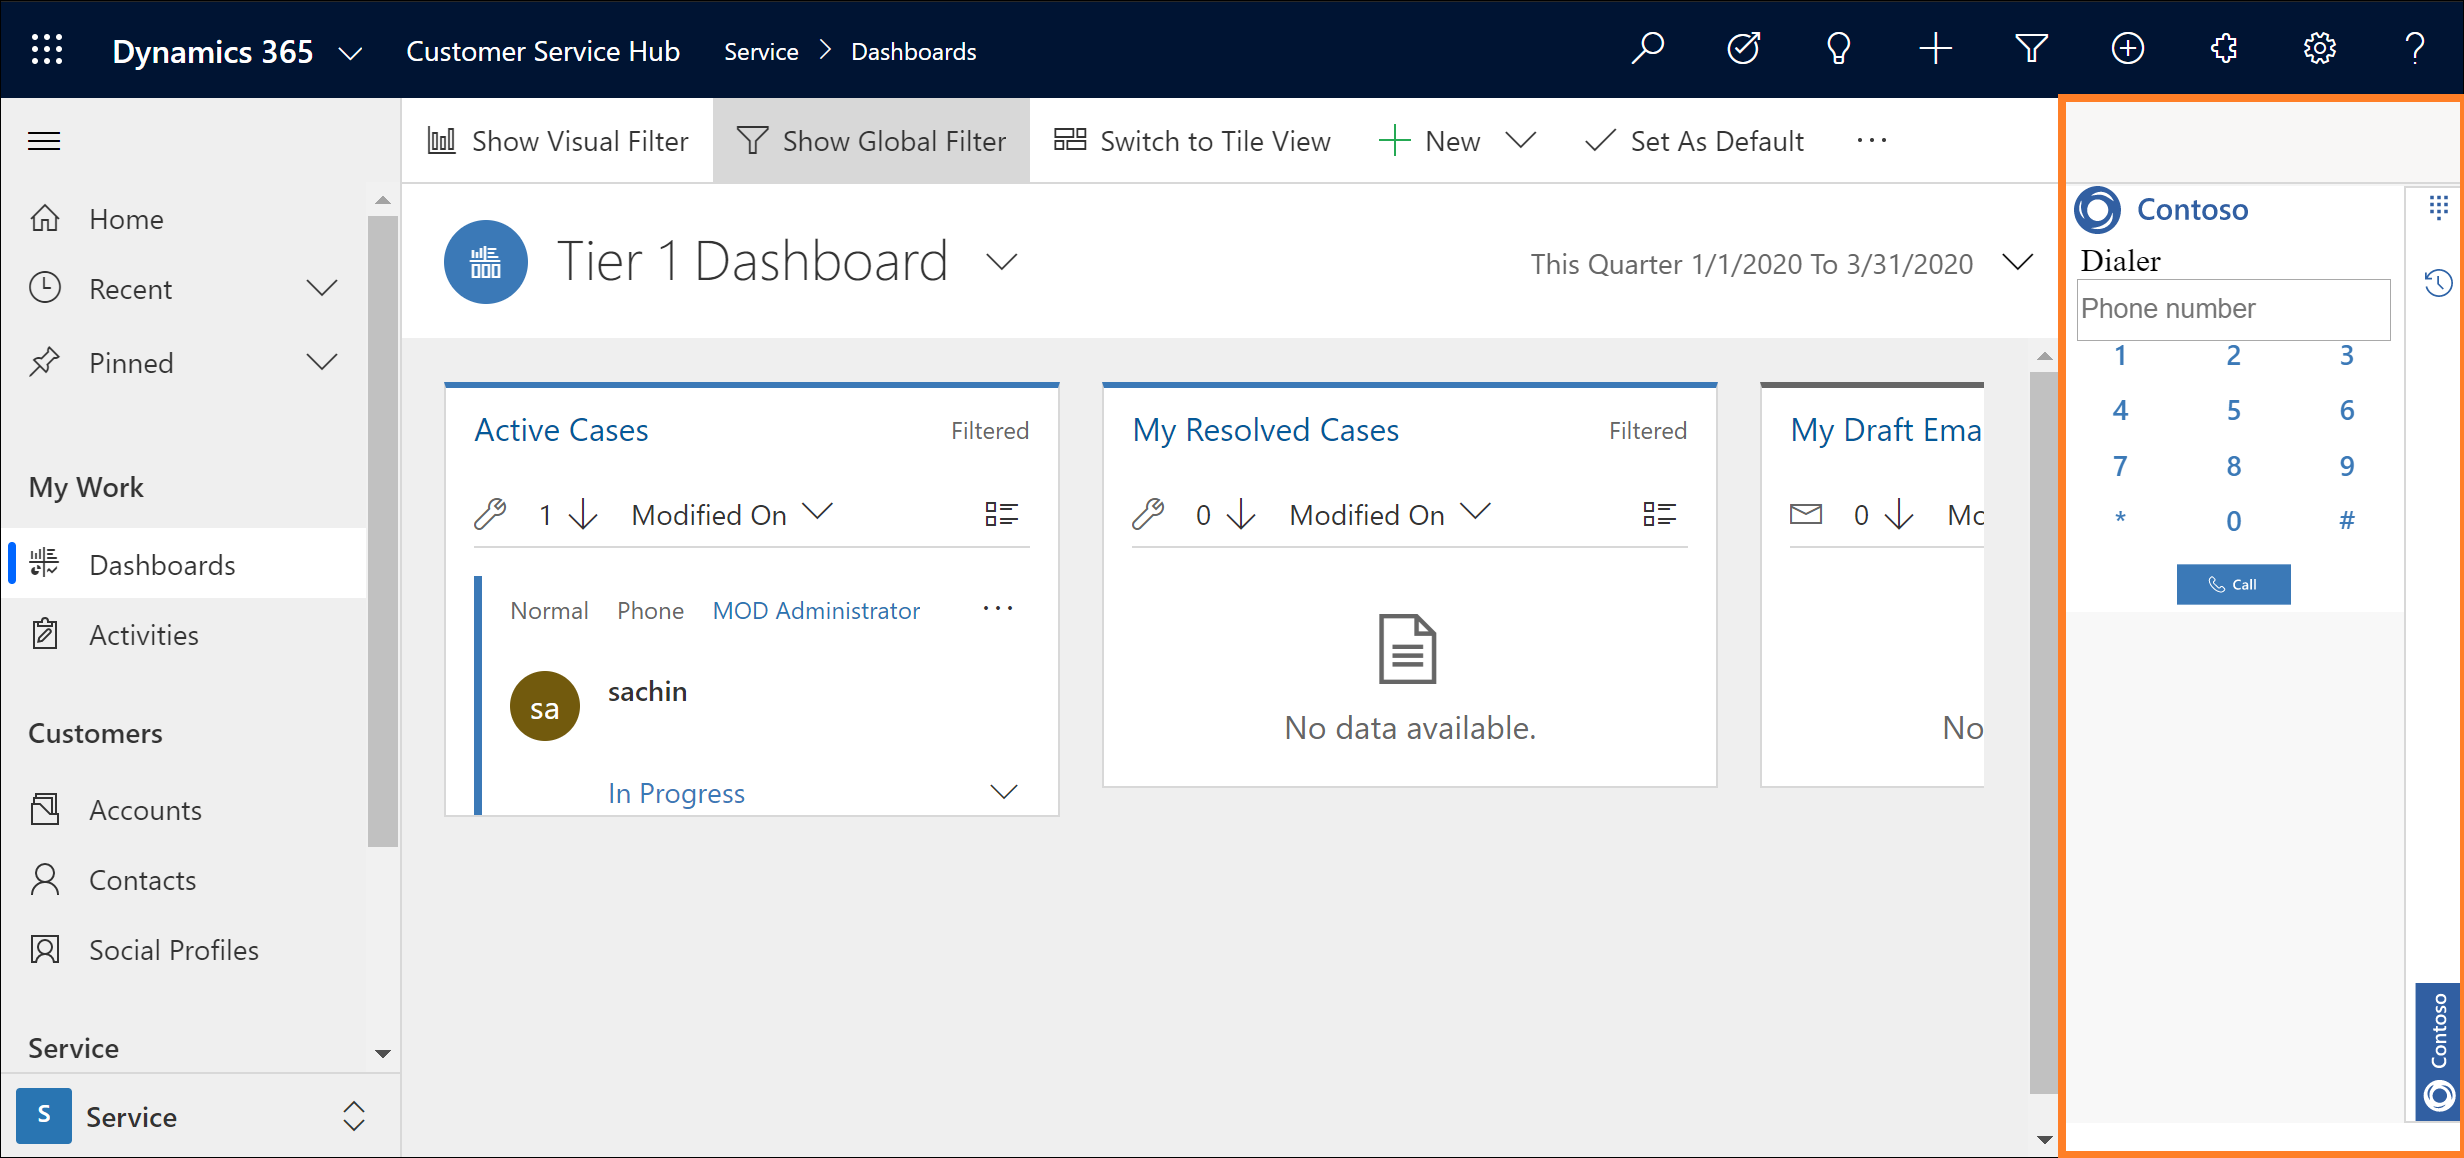 Dynamics 365 Customer Service Hub Service Dashboards ?
Show Visual Filter Show Global Filter Switch to Tile View New Set As Default ...
Home
Recent
Pinned
My Work
Dashboards
Activities
Customers
Accounts
Contacts
Social Profiles
Service
S Service
Tier 1 Dashboard
This Quarter 1/1/2020 To 3/31/2020
Active Cases Filtered
1 Modified On
Normal Phone MOD Administrator ...
sa sachin
In Progress
My Resolved Cases Filtered
0 Modified On
No data available.
My Draft Ema
0 Mo
No
Contoso
Dialer
Phone number
1 2 3
4 5 6
7 8 9
* 0 #
Call
Contoso